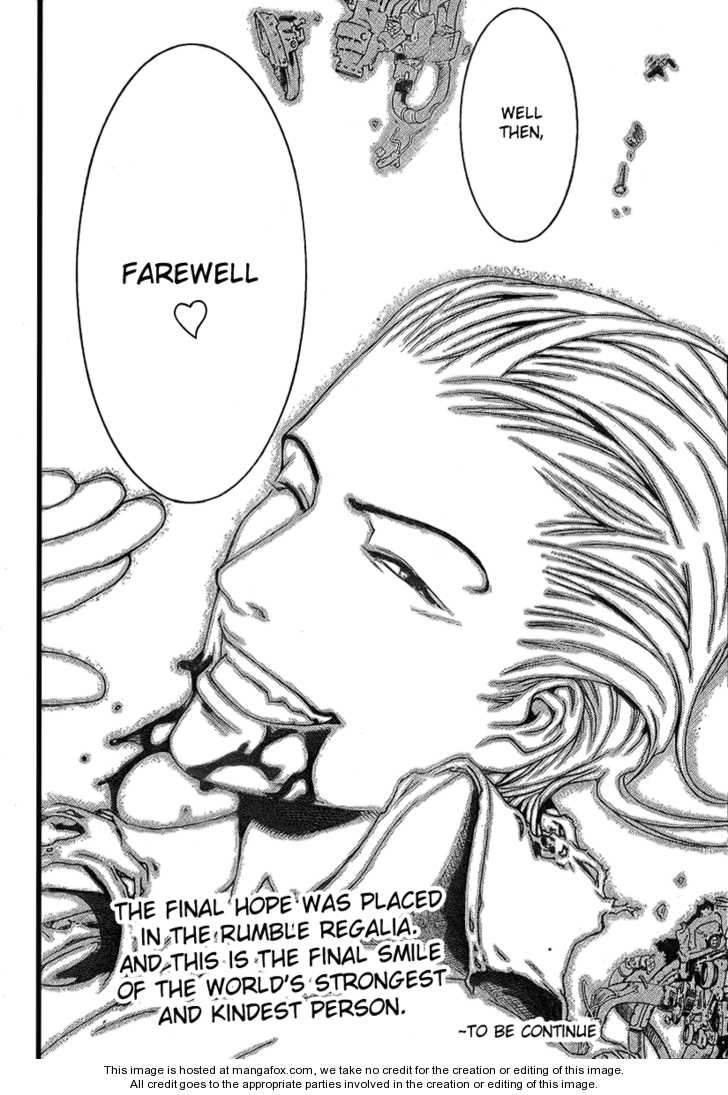 WELL
THEN,
FAREWELL
♡
THE FINAL HOPE WAS PLACED
IN THE RUMBLE REGALIA.
AND THIS IS THE FINAL SMILE
OF THE WORLD'S STRONGEST
AND KINDEST PERSON.
~TO BE CONTINUE
This image is hosted at mangafox.com, we take no credit for the creation or editing of this image.
All credit goes to the appropriate parties involved in the creation or editing of this image.